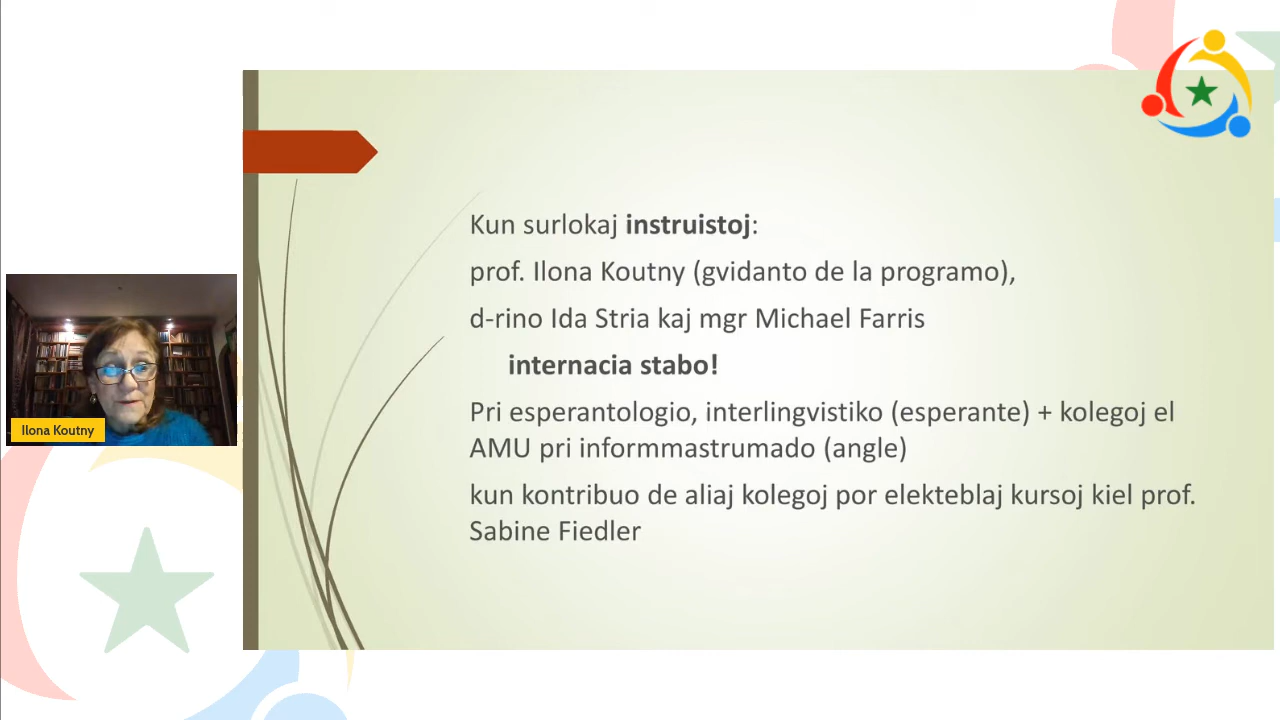 Kun surlokaj instruistoj:
prof. Ilona Koutny (gvidanto de la programo),
d-rino Ida Stria kaj mgr Michael Farris
internacia stabo!
Pri esperantologio, interlingvistiko (esperante) + kolegoj el
AMU pri informmastrumado (angle)
kun kontribuo de aliaj kolegoj por elekteblaj kursoj kiel prof.
Sabine Fiedler
Ilona Koutny